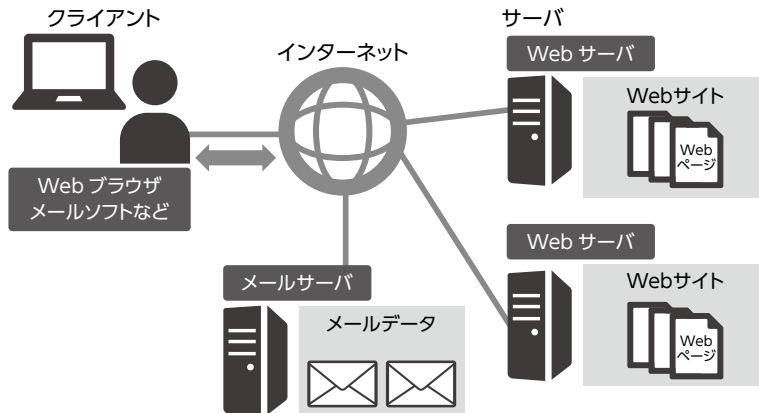 クライアント
インターネット
サーバ
Web サーバ
Webサイト
Web
ページ
Web ブラウザ
メールソフトなど
Web サーバ
Webサイト
Web
ページ
メールサーバ
メールデータ